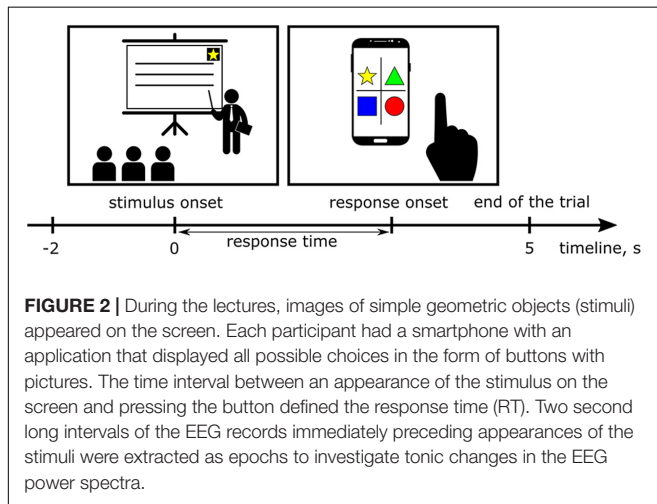 stimulus onset
response onset
end of the trial
response time
-2
0
5
timeline, s
FIGURE 2 | During the lectures, images of simple geometric objects (stimuli)
appeared on the screen. Each participant had a smartphone with an
application that displayed all possible choices in the form of buttons with
pictures. The time interval between an appearance of the stimulus on the
screen and pressing the button defined the response time (RT). Two second
long intervals of the EEG records immediately preceding appearances of the
stimuli were extracted as epochs to investigate tonic changes in the EEG
power spectra.